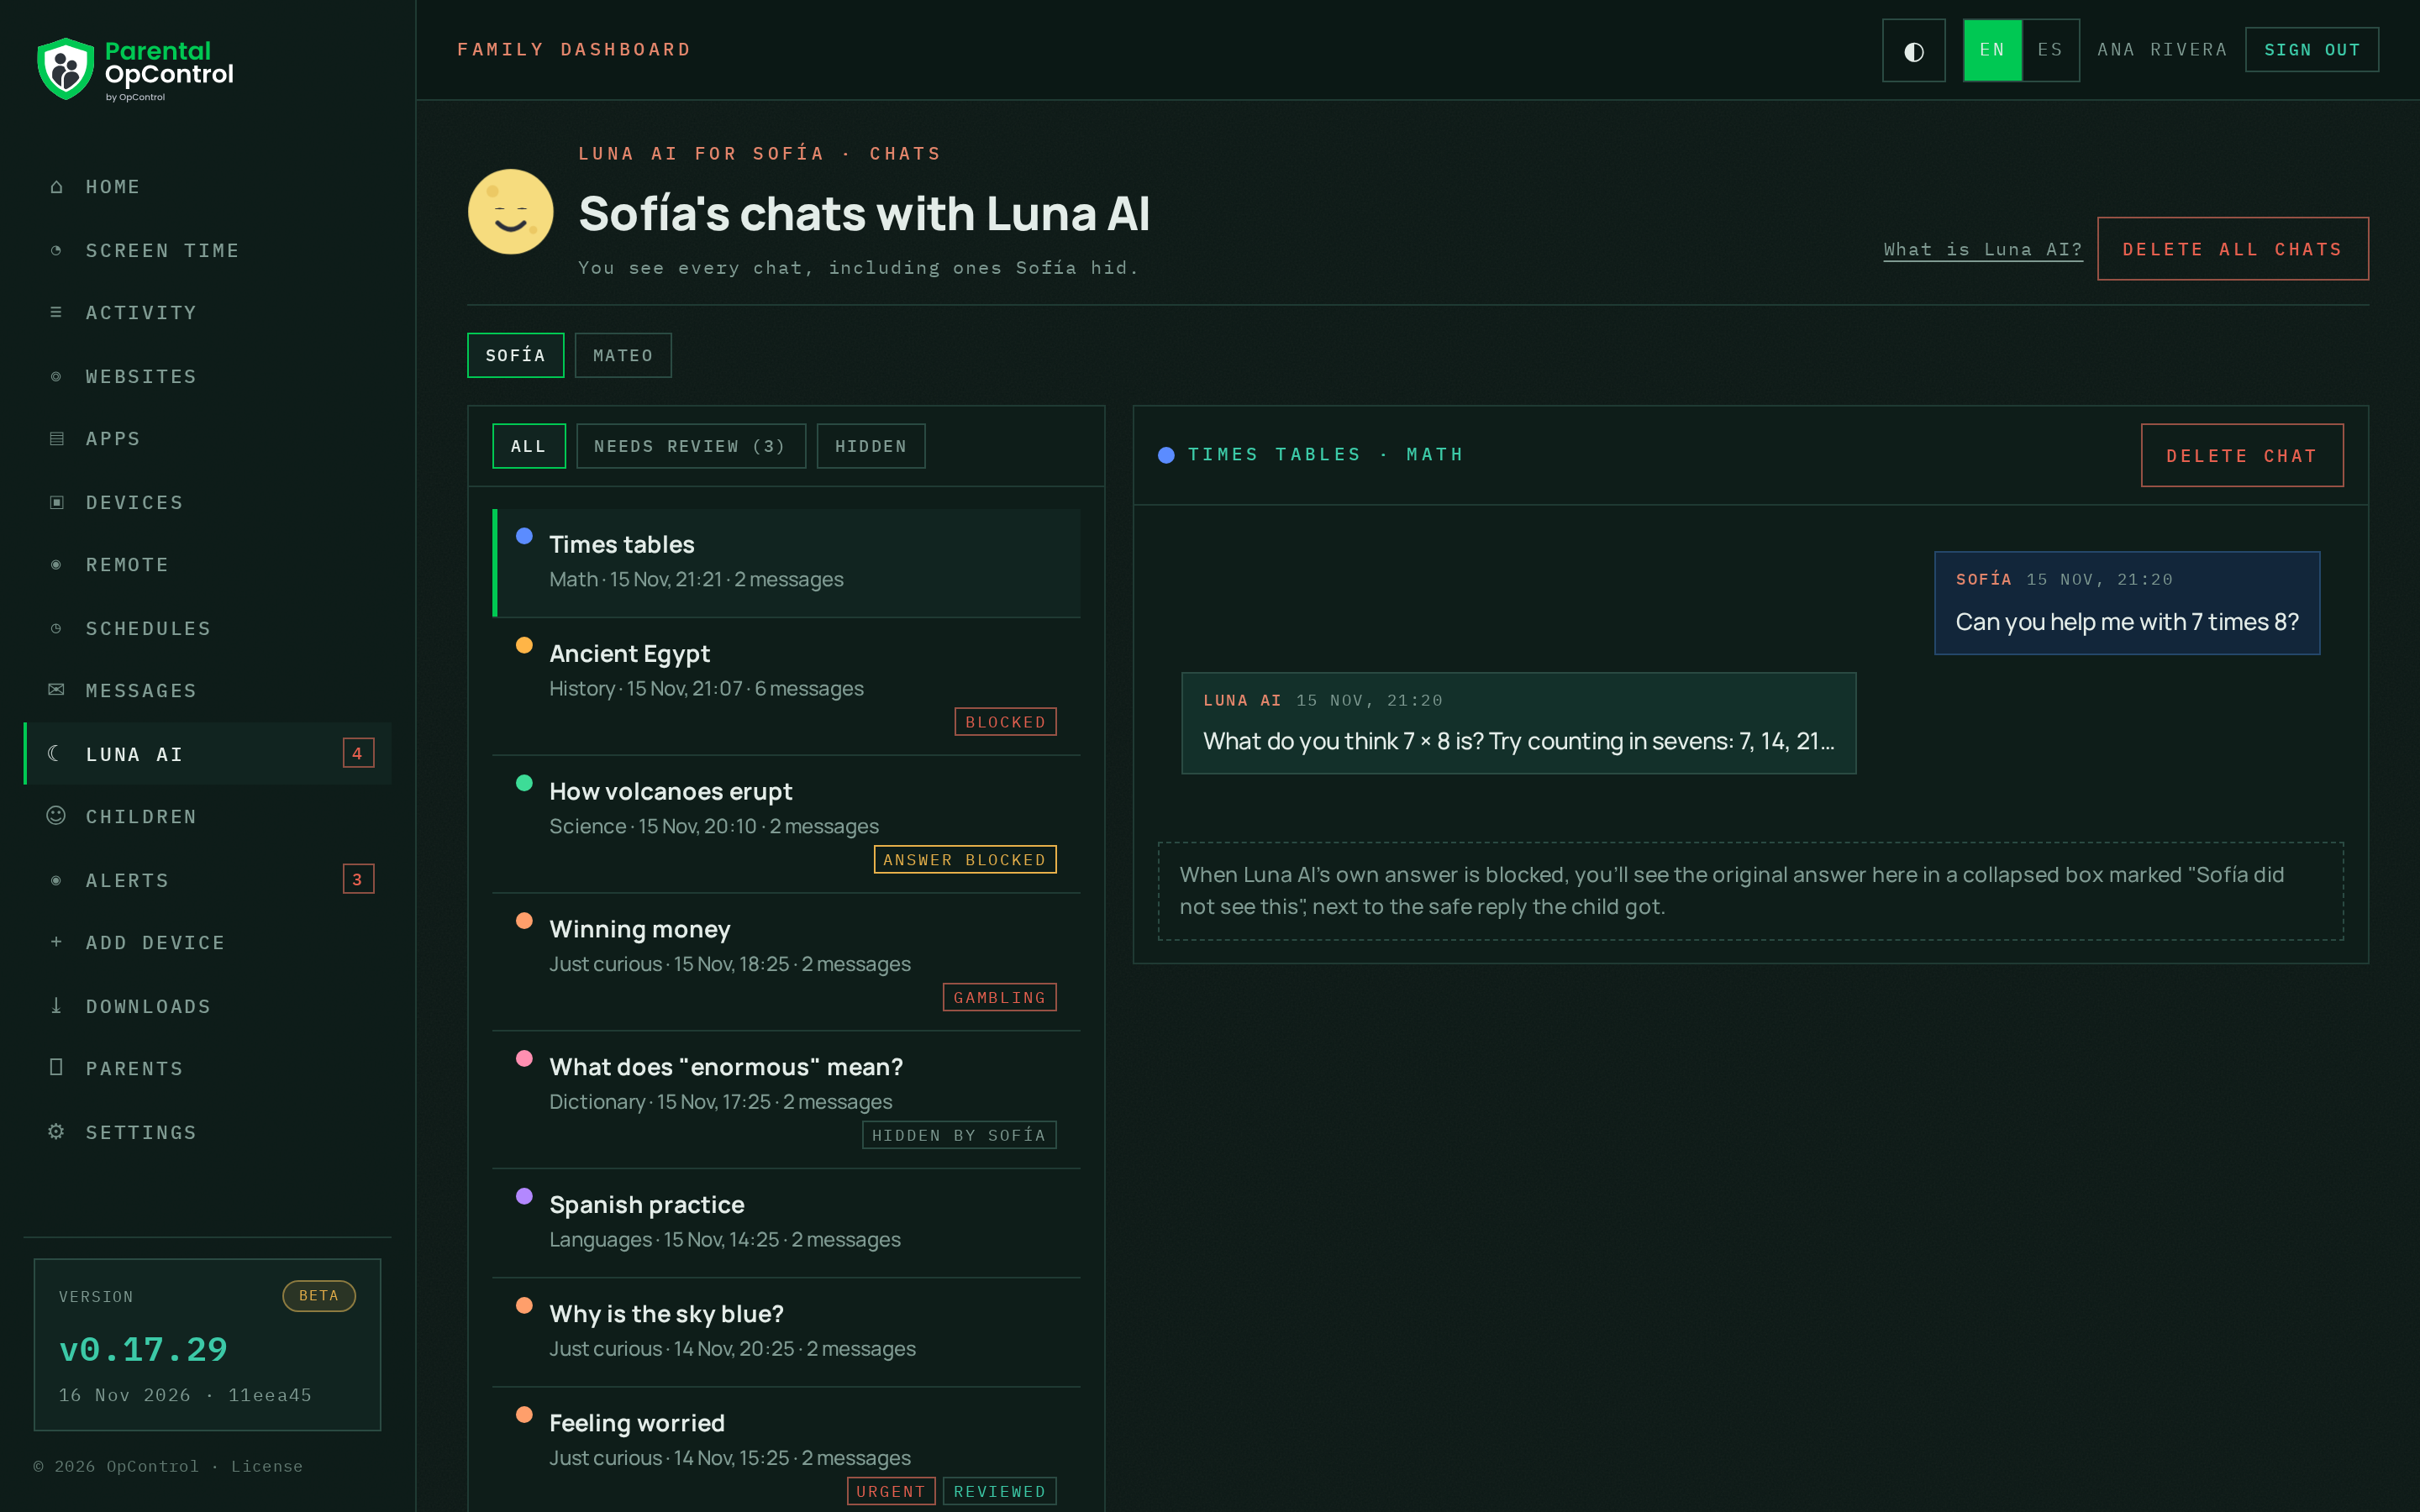 Parental
OpControl
by OpControl
HOME
SCREEN TIME
ACTIVITY
WEBSITES
APPS
DEVICES
REMOTE
SCHEDULES
MESSAGES
LUNA AI 4
CHILDREN
ALERTS 3
ADD DEVICE
DOWNLOADS
PARENTS
SETTINGS
VERSION BETA
v0.17.29
16 Nov 2026 · 11eea45
© 2026 OpControl · License
FAMILY DASHBOARD
EN ES ANA RIVERA SIGN OUT
LUNA AI FOR SOFÍA · CHATS
Sofía's chats with Luna AI
You see every chat, including ones Sofía hid.
What is Luna AI? DELETE ALL CHATS
SOFÍA MATEO
ALL NEEDS REVIEW (3) HIDDEN
Times tables
Math · 15 Nov, 21:21 · 2 messages
Ancient Egypt
History · 15 Nov, 21:07 · 6 messages
BLOCKED
How volcanoes erupt
Science · 15 Nov, 20:10 · 2 messages
ANSWER BLOCKED
Winning money
Just curious · 15 Nov, 18:25 · 2 messages
GAMBLING
What does "enormous" mean?
Dictionary · 15 Nov, 17:25 · 2 messages
HIDDEN BY SOFÍA
Spanish practice
Languages · 15 Nov, 14:25 · 2 messages
Why is the sky blue?
Just curious · 14 Nov, 20:25 · 2 messages
Feeling worried
Just curious · 14 Nov, 15:25 · 2 messages
URGENT REVIEWED
TIMES TABLES · MATH
DELETE CHAT
SOFÍA 15 NOV, 21:20
Can you help me with 7 times 8?
LUNA AI 15 NOV, 21:20
What do you think 7 × 8 is? Try counting in sevens: 7, 14, 21…
When Luna AI's own answer is blocked, you'll see the original answer here in a collapsed box marked "Sofía did
not see this", next to the safe reply the child got.